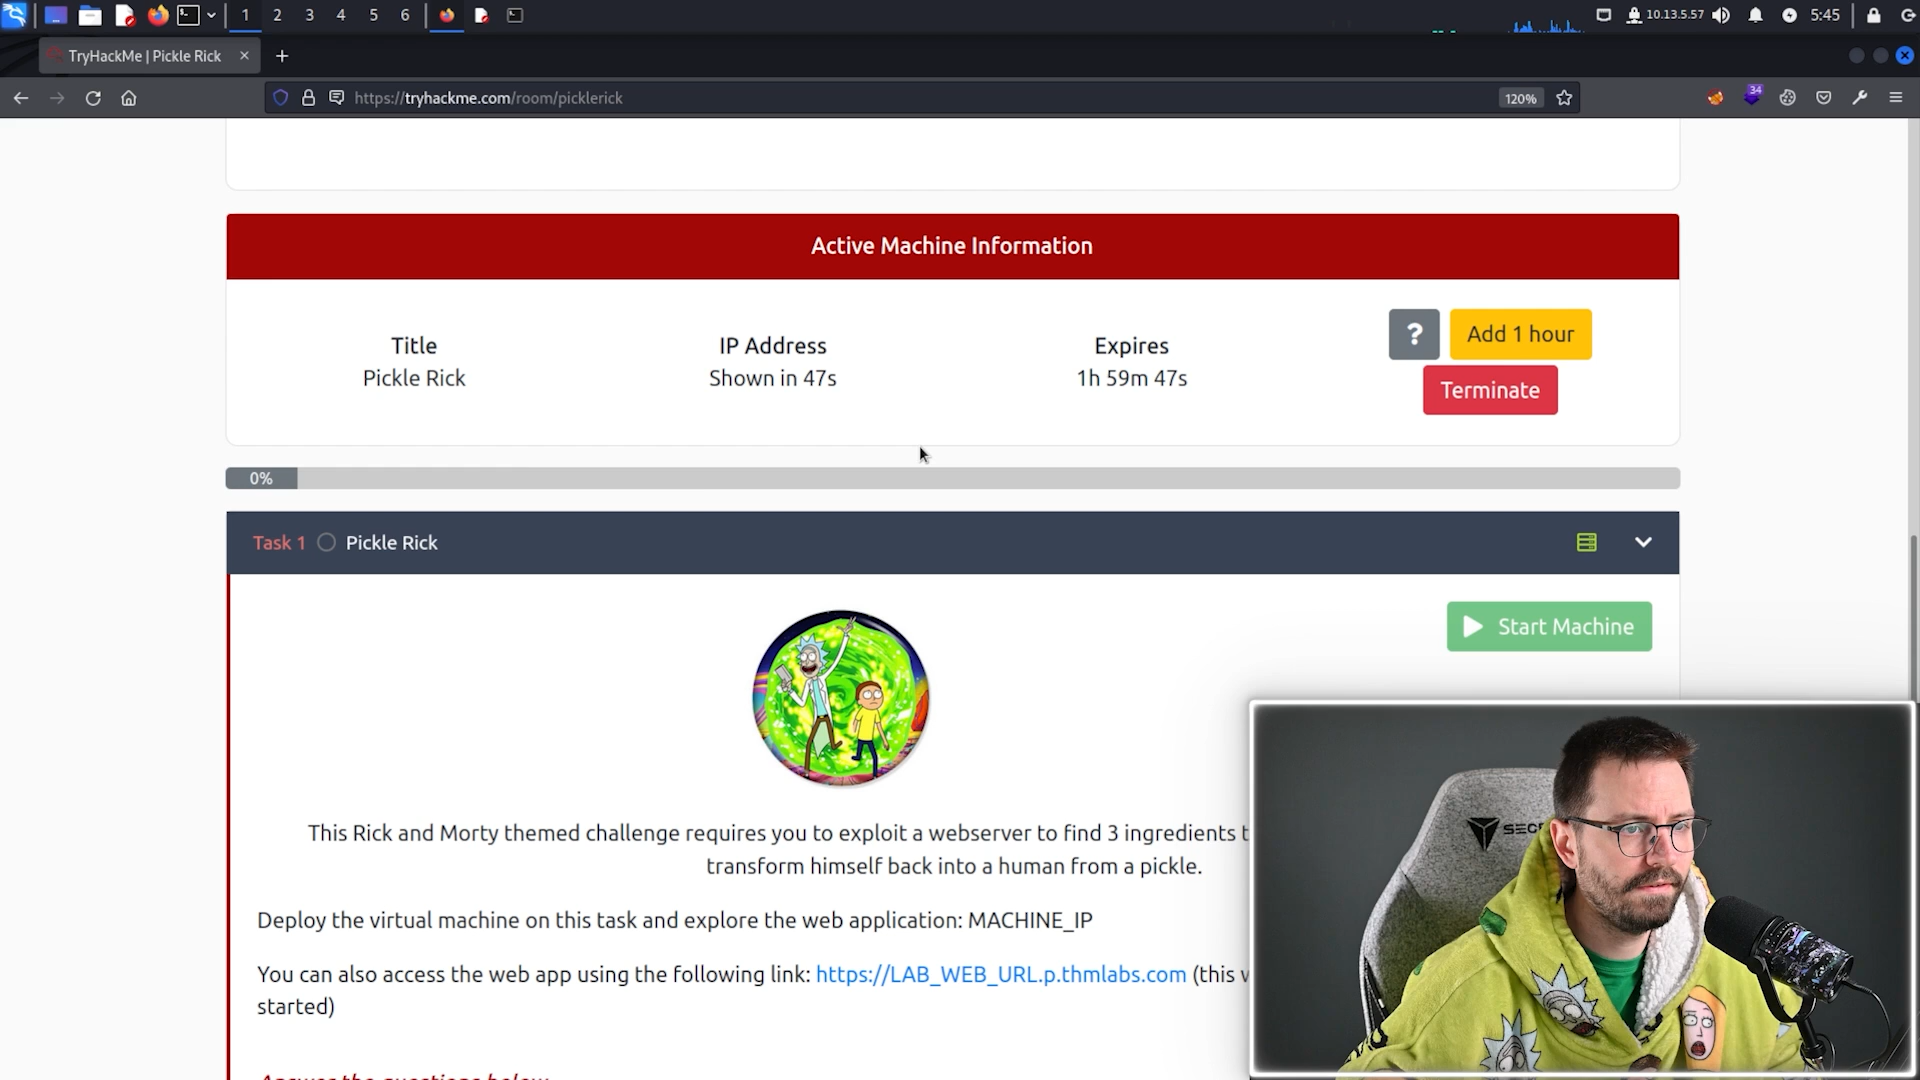 1 2 3 4 5 6
10.13.5.57
5:45
TryHackMe | Pickle Rick
https://tryhackme.com/room/picklerick
120%
34
Active Machine Information
Title
Pickle Rick
IP Address
Shown in 47s
Expires
1h 59m 47s
?
Add 1 hour
Terminate
0%
Task 1 Pickle Rick
Start Machine
This Rick and Morty themed challenge requires you to exploit a webserver to find 3 ingredients
transform himself back into a human from a pickle.
Deploy the virtual machine on this task and explore the web application: MACHINE_IP
You can also access the web app using the following link: https://LAB_WEB_URL.p.thmlabs.com (this
started)
Answer the questions below